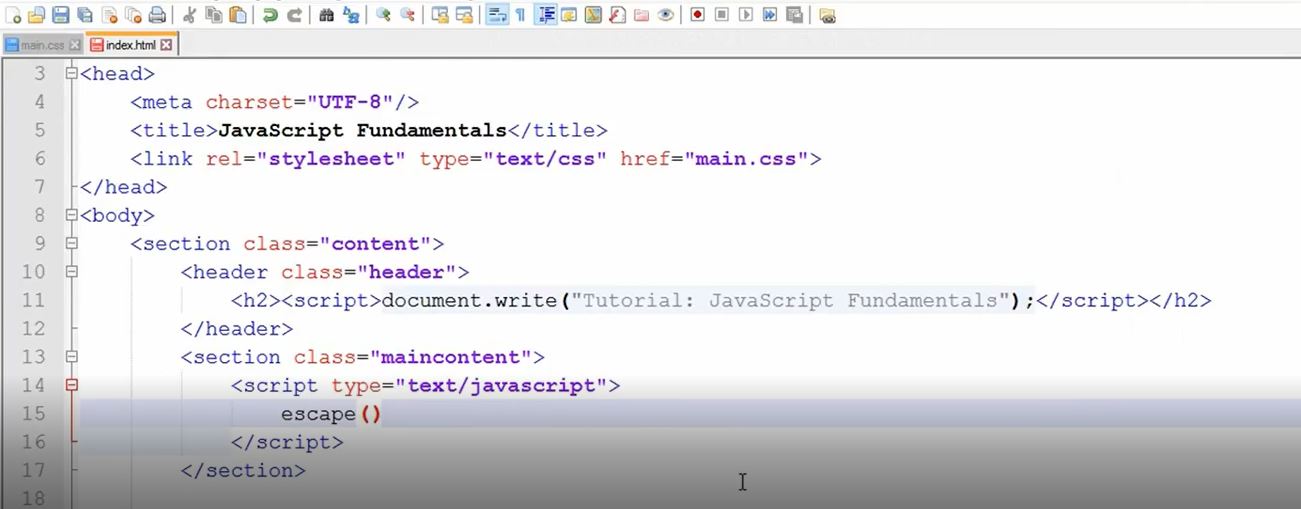 main.css index.html
3 <head>
4 <meta charset="UTF-8"/>
5 <title>JavaScript Fundamentals</title>
6 <link rel="stylesheet" type="text/css" href="main.css">
7 </head>
8 <body>
9 <section class="content">
10 <header class="header">
11 <h2><script>document.write("Tutorial: JavaScript Fundamentals");</script></h2>
12 </header>
13 <section class="maincontent">
14 <script type="text/javascript">
15 escape()
16 </script>
17 </section>
18